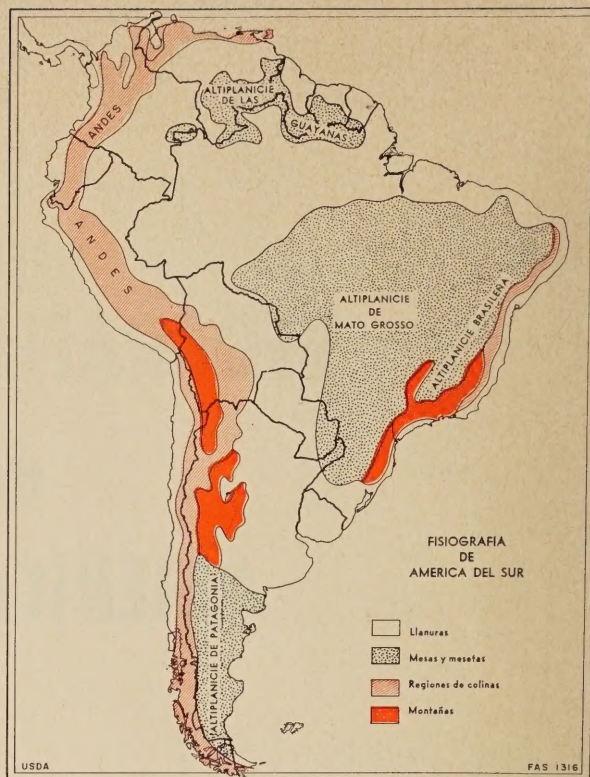 ALTIPLANICIE
DE LAS
GUAYANAS
ANDES
ANDES
ALTIPLANICIE
DE
MATO GROSSO
ALTIPLANICIE BRASILEÑA
ALTIPLANICIE DE PATAGONIA
FISIOGRAFIA
DE
AMERICA DEL SUR
Llanuras
Mesas y mesetas
Regiones de colinas
Montañas
USDA
FAS 1316